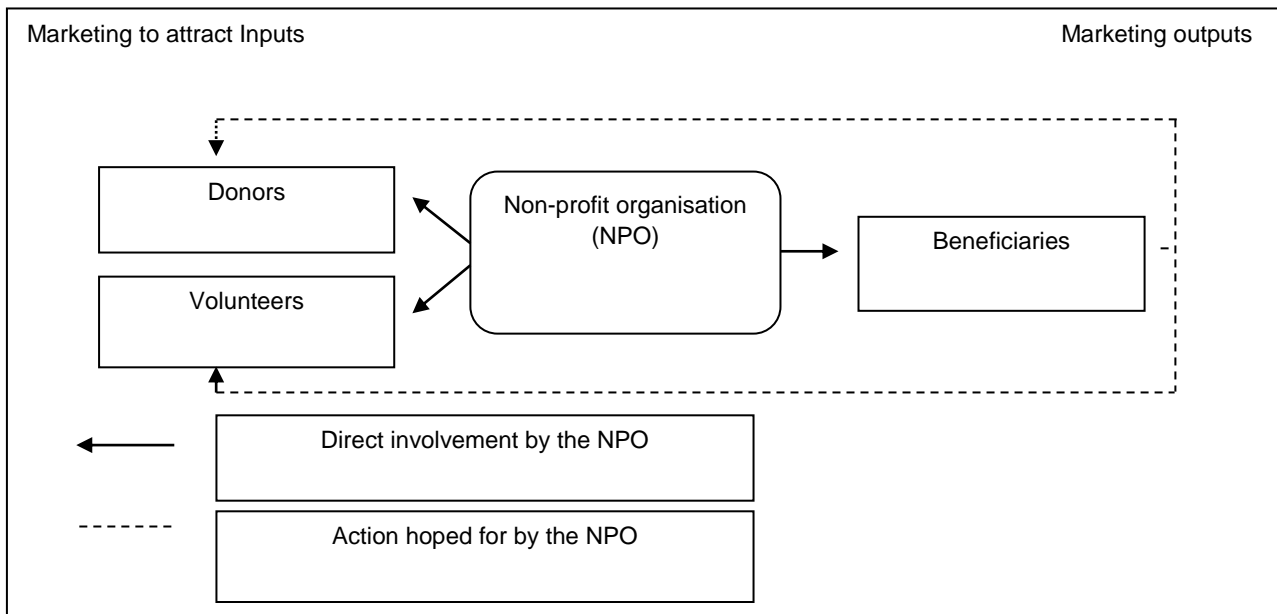 Marketing to attract Inputs
Marketing outputs
Donors
Non-profit organisation
(NPO)
Beneficiaries
Volunteers
Direct involvement by the NPO
Action hoped for by the NPO